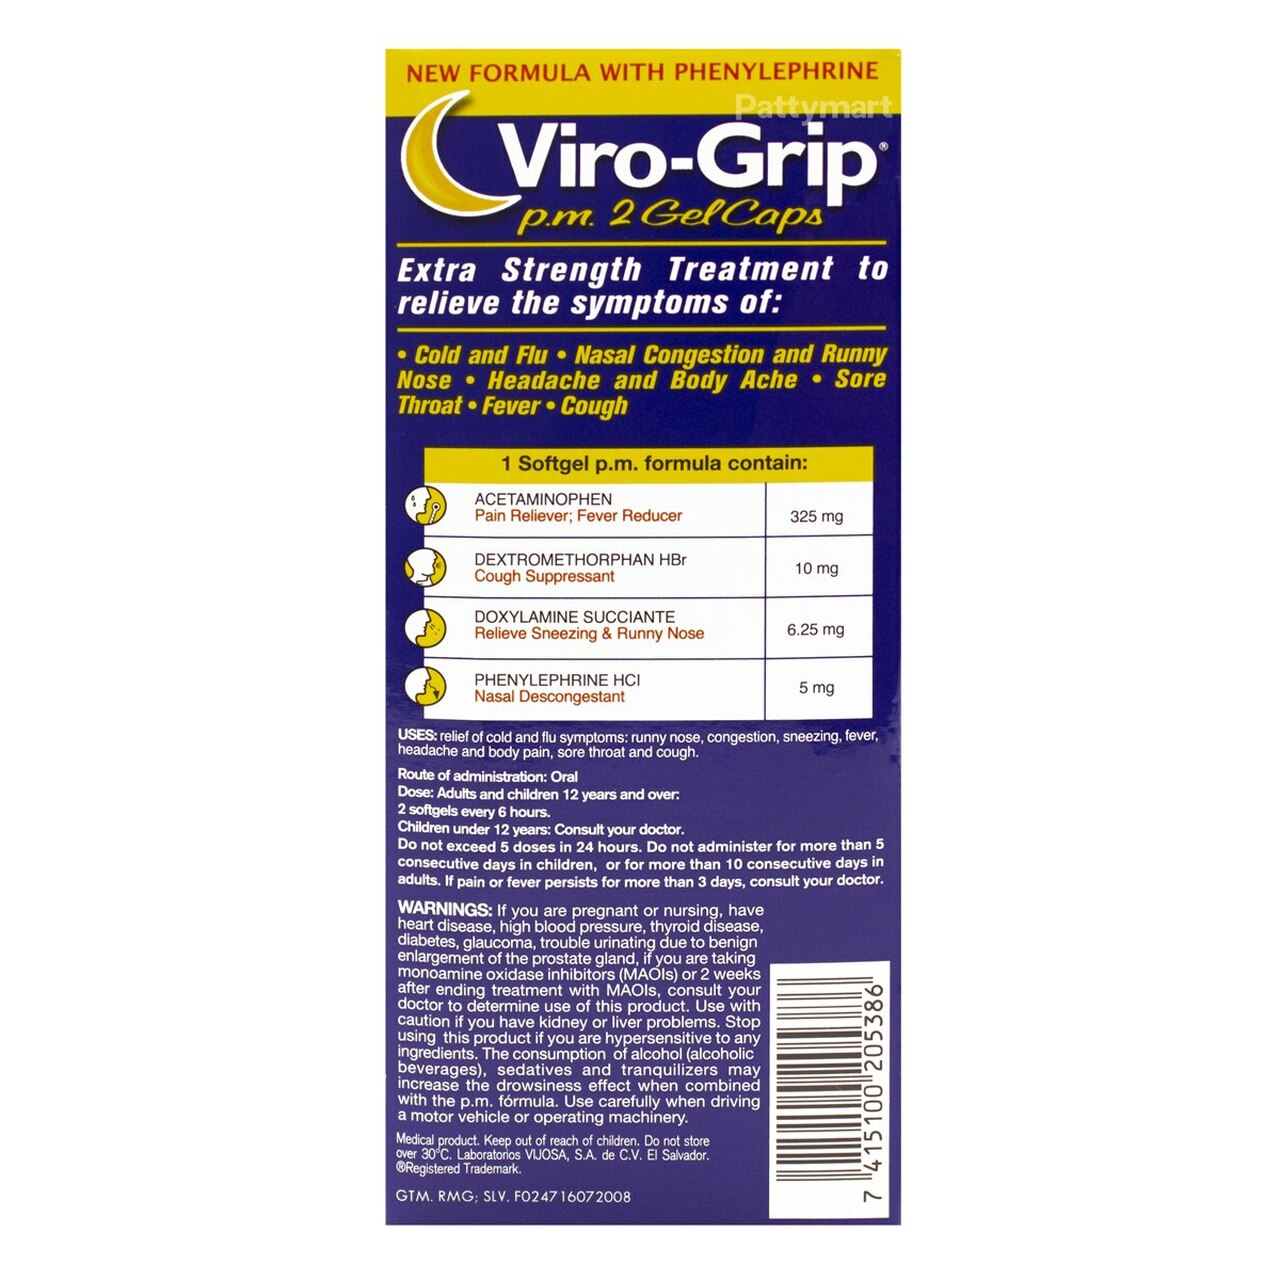 NEW FORMULA WITH PHENYLEPHRINE
Pattymart
Viro-Grip®
p.m. 2 GelCaps
Extra Strength Treatment to
relieve the symptoms of:
• Cold and Flu • Nasal Congestion and Runny
Nose • Headache and Body Ache • Sore
Throat • Fever • Cough
1 Softgel p.m. formula contain:
ACETAMINOPHEN
Pain Reliever; Fever Reducer
325 mg
DEXTROMETHORPHAN HBr
Cough Suppressant
10 mg
DOXYLAMINE SUCCIANTE
Relieve Sneezing & Runny Nose
6.25 mg
PHENYLEPHRINE HCl
Nasal Descongestant
5 mg
USES: relief of cold and flu symptoms: runny nose, congestion, sneezing, fever,
headache and body pain, sore throat and cough.
Route of administration: Oral
Dose: Adults and children 12 years and over:
2 softgels every 6 hours.
Children under 12 years: Consult your doctor.
Do not exceed 5 doses in 24 hours. Do not administer for more than 5
consecutive days in children, or for more than 10 consecutive days in
adults. If pain or fever persists for more than 3 days, consult your doctor.
WARNINGS: If you are pregnant or nursing, have
heart disease, high blood pressure, thyroid disease,
diabetes, glaucoma, trouble urinating due to benign
enlargement of the prostate gland, if you are taking
monoamine oxidase inhibitors (MAOIs) or 2 weeks
after ending treatment with MAOIs, consult your
doctor to determine use of this product. Use with
caution if you have kidney or liver problems. Stop
using this product if you are hypersensitive to any
ingredients. The consumption of alcohol (alcoholic
beverages), sedatives and tranquilizers may
increase the drowsiness effect when combined
with the p.m. fórmula. Use carefully when driving
a motor vehicle or operating machinery.
Medical product. Keep out of reach of children. Do not store
over 30°C. Laboratorios VIJOSA, S.A. de C.V. El Salvador.
®Registered Trademark.
GTM. RMG; SLV. F024716072008
7 415100 205386